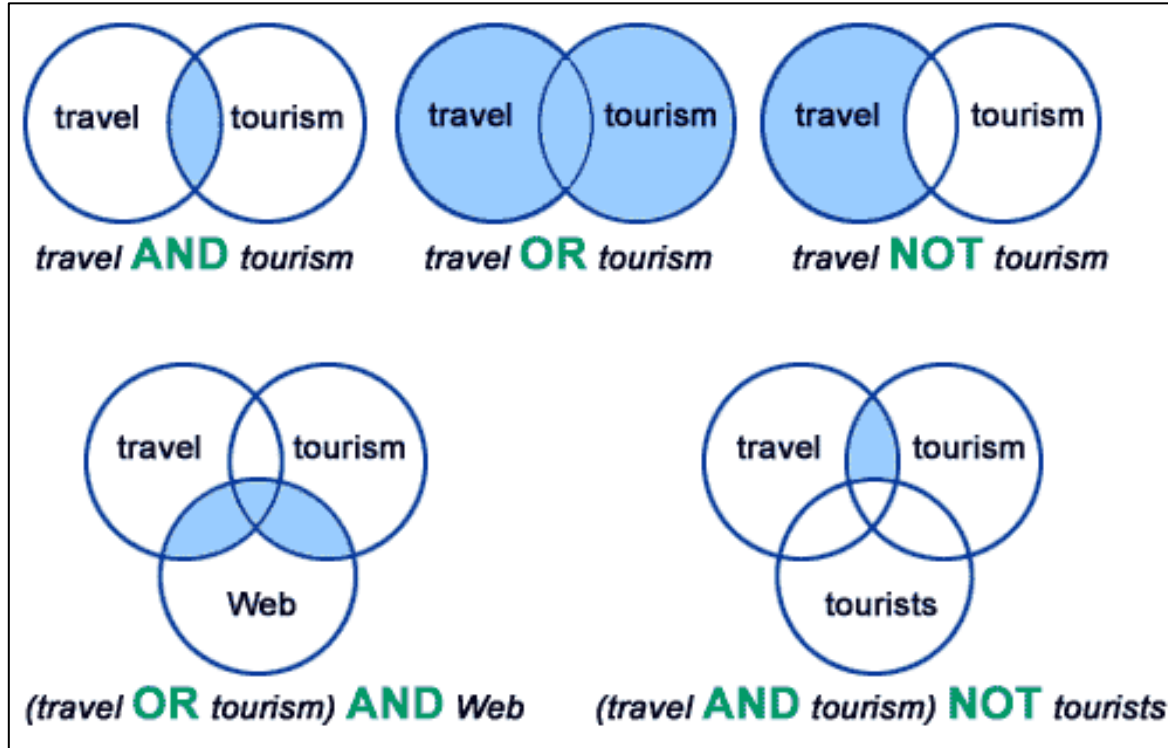 travel tourism travel tourism travel tourism
travel AND tourism travel OR tourism travel NOT tourism
travel tourism travel tourism
Web tourists
(travel OR tourism) AND Web (travel AND tourism) NOT tourists